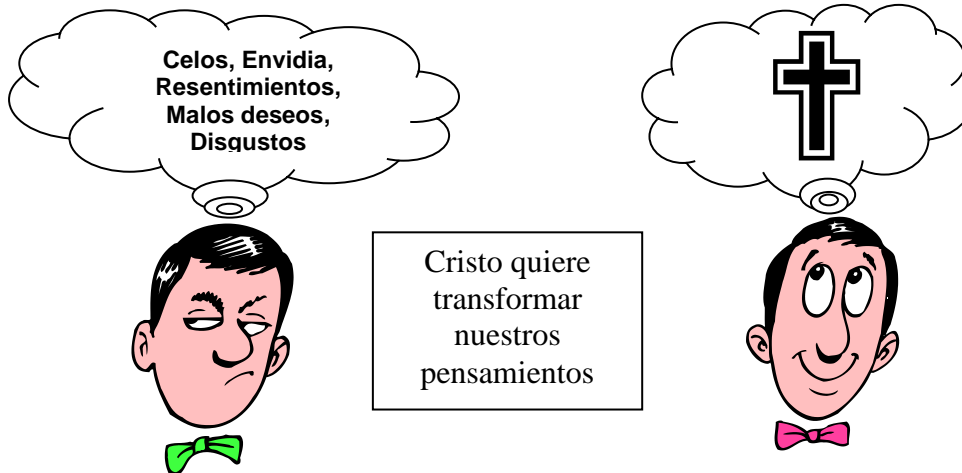 Celos, Envidia,
Resentimientos,
Malos deseos,
Disgustos
Cristo quiere
transformar
nuestros
pensamientos